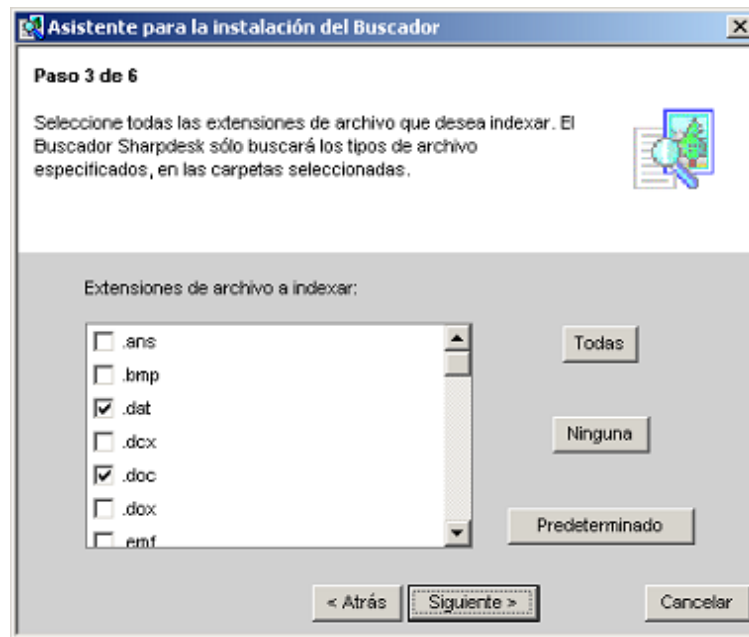 Asistente para la instalación del Buscador
Paso 3 de 6
Seleccione todas las extensiones de archivo que desea indexar. El
Buscador Sharpdesk sólo buscará los tipos de archivo
especificados, en las carpetas seleccionadas.
Extensiones de archivo a indexar:
.ans
.bmp
.dat
.dcx
.doc
.dox
.emf
Todas
Ninguna
Predeterminado
< Atrás
Siguiente >
Cancelar